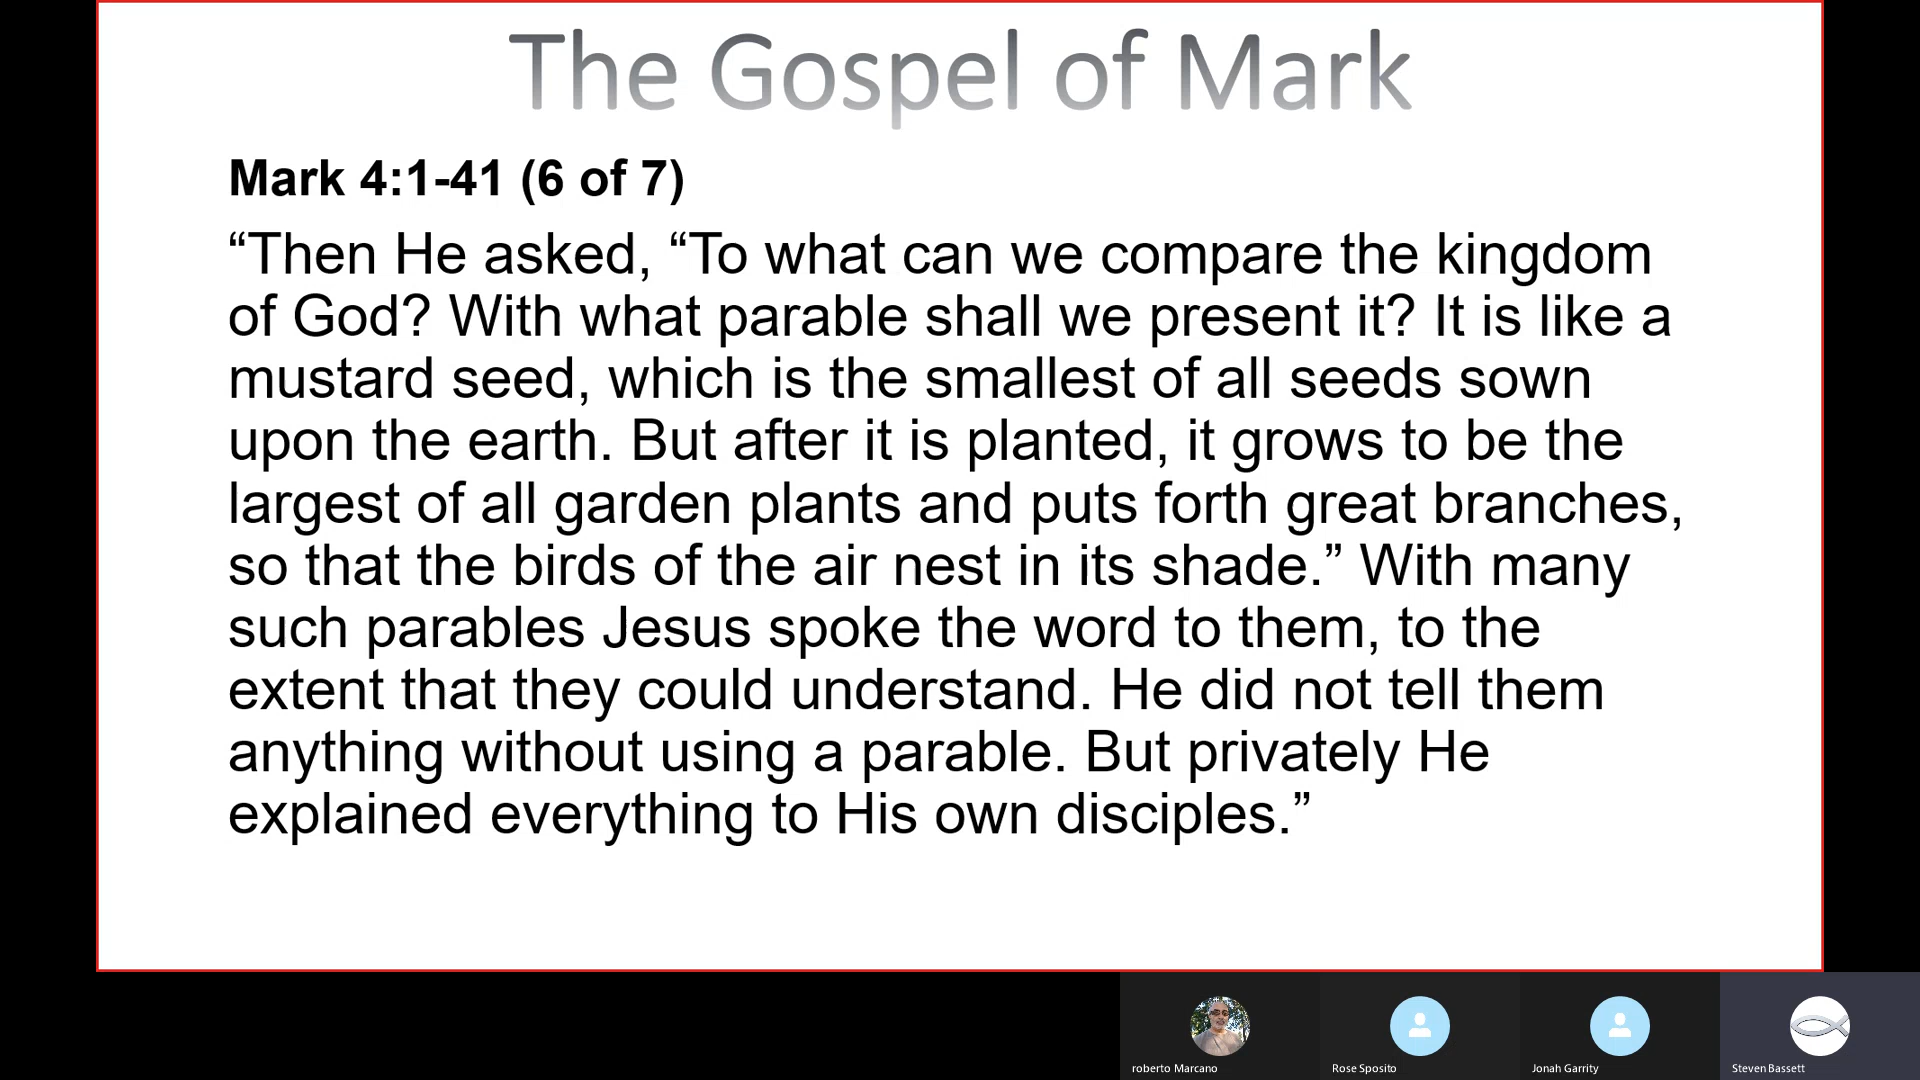 The Gospel of Mark
Mark 4:1-41 (6 of 7)
“Then He asked, “To what can we compare the kingdom
of God? With what parable shall we present it? It is like a
mustard seed, which is the smallest of all seeds sown
upon the earth. But after it is planted, it grows to be the
largest of all garden plants and puts forth great branches,
so that the birds of the air nest in its shade.” With many
such parables Jesus spoke the word to them, to the
extent that they could understand. He did not tell them
anything without using a parable. But privately He
explained everything to His own disciples.”
roberto Marcano
Rose Sposito
Jonah Garrity
Steven Bassett